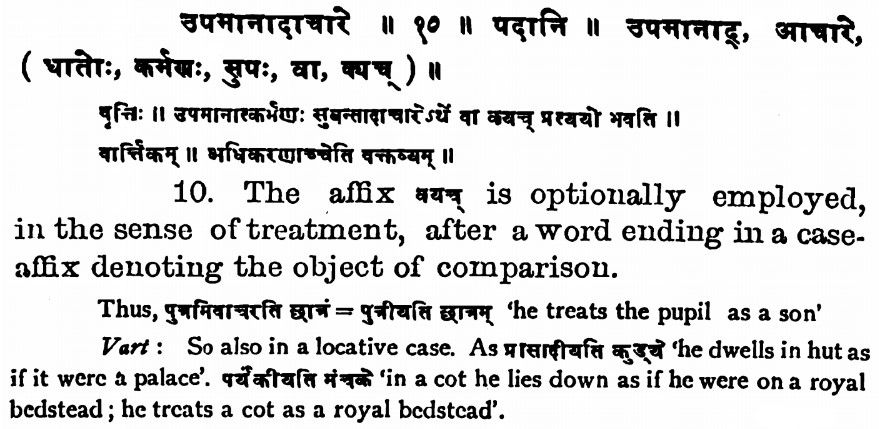 उपमानादाचारे ॥ १० ॥ पदानि ॥ उपमानाद्, आचारे,
( धातोः, कर्मणः, सुपः, वा, क्यच् ) ॥
वृत्तिः ॥ उपमानात्कर्मणः सुबन्तादाचारेऽर्थे वा क्यच् प्रत्ययो भवति ॥
वार्त्तिकम् ॥ अधिकरणाच्चेति वक्तव्यम् ॥
10. The affix क्यच् is optionally employed,
in the sense of treatment, after a word ending in a case-
affix denoting the object of comparison.
Thus, पुत्रमिवाचरति छात्रं = पुत्रीयति छात्रम् 'he treats the pupil as a son'
Vart : So also in a locative case. As प्रासादीयति कुड्ये 'he dwells in hut as
if it were a palace'. पर्यंकीयति मंचके 'in a cot he lies down as if he were on a royal
bedstead ; he treats a cot as a royal bedstead'.